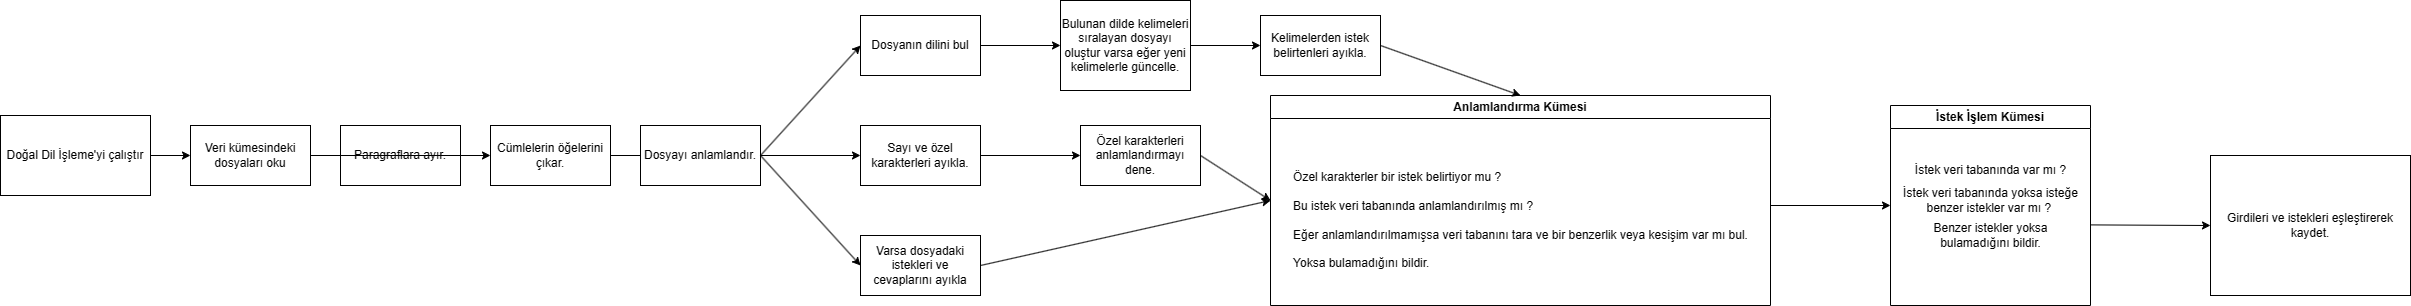 Doğal Dil İşleme'yi çalıştır
Veri kümesindeki
dosyaları oku
Paragraflara ayır.
Cümlelerin öğelerini
çıkar.
Dosyayı anlamlandır.
Dosyanın dilini bul
Bulunan dilde kelimeleri
sıralayan dosyayı
oluştur varsa eğer yeni
kelimelerle güncelle.
Kelimelerden istek
belirtenleri ayıkla.
Sayı ve özel
karakterleri ayıkla.
Özel karakterleri
anlamlandırmayı
dene.
Varsa dosyadaki
istekleri ve
cevaplarını ayıkla
Anlamlandırma Kümesi
Özel karakterler bir istek belirtiyor mu ?
Bu istek veri tabanında anlamlandırılmış mı ?
Eğer anlamlandırılmamışsa veri tabanını tara ve bir benzerlik veya kesişim var mı bul.
Yoksa bulamadığını bildir.
İstek İşlem Kümesi
İstek veri tabanında var mı ?
İstek veri tabanında yoksa isteğe
benzer istekler var mı ?
Benzer istekler yoksa
bulamadığını bildir.
Girdileri ve istekleri eşleştirerek
kaydet.